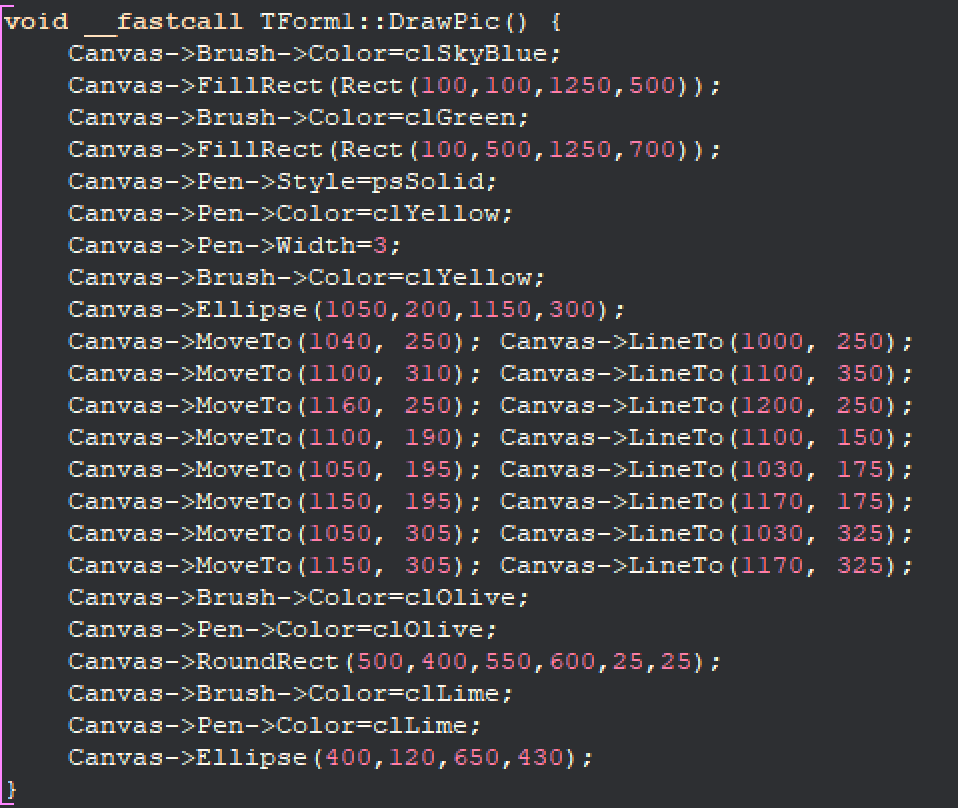 void __fastcall TForm1::DrawPic() {
    Canvas->Brush->Color=clSkyBlue;
    Canvas->FillRect(Rect(100,100,1250,500));
    Canvas->Brush->Color=clGreen;
    Canvas->FillRect(Rect(100,500,1250,700));
    Canvas->Pen->Style=psSolid;
    Canvas->Pen->Color=clYellow;
    Canvas->Pen->Width=3;
    Canvas->Brush->Color=clYellow;
    Canvas->Ellipse(1050,200,1150,300);
    Canvas->MoveTo(1040, 250); Canvas->LineTo(1000, 250);
    Canvas->MoveTo(1100, 310); Canvas->LineTo(1100, 350);
    Canvas->MoveTo(1160, 250); Canvas->LineTo(1200, 250);
    Canvas->MoveTo(1100, 190); Canvas->LineTo(1100, 150);
    Canvas->MoveTo(1050, 195); Canvas->LineTo(1030, 175);
    Canvas->MoveTo(1150, 195); Canvas->LineTo(1170, 175);
    Canvas->MoveTo(1050, 305); Canvas->LineTo(1030, 325);
    Canvas->MoveTo(1150, 305); Canvas->LineTo(1170, 325);
    Canvas->Brush->Color=clOlive;
    Canvas->Pen->Color=clOlive;
    Canvas->RoundRect(500,400,550,600,25,25);
    Canvas->Brush->Color=clLime;
    Canvas->Pen->Color=clLime;
    Canvas->Ellipse(400,120,650,430);
}